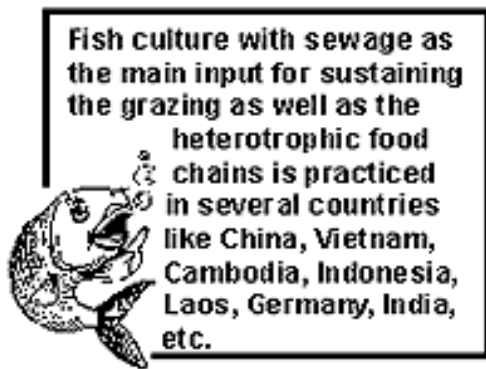 Fish culture with sewage as
the main input for sustaining
the grazing as well as the
heterotrophic food
chains is practiced
in several countries
like China, Vietnam,
Cambodia, Indonesia,
Laos, Germany, India,
etc.